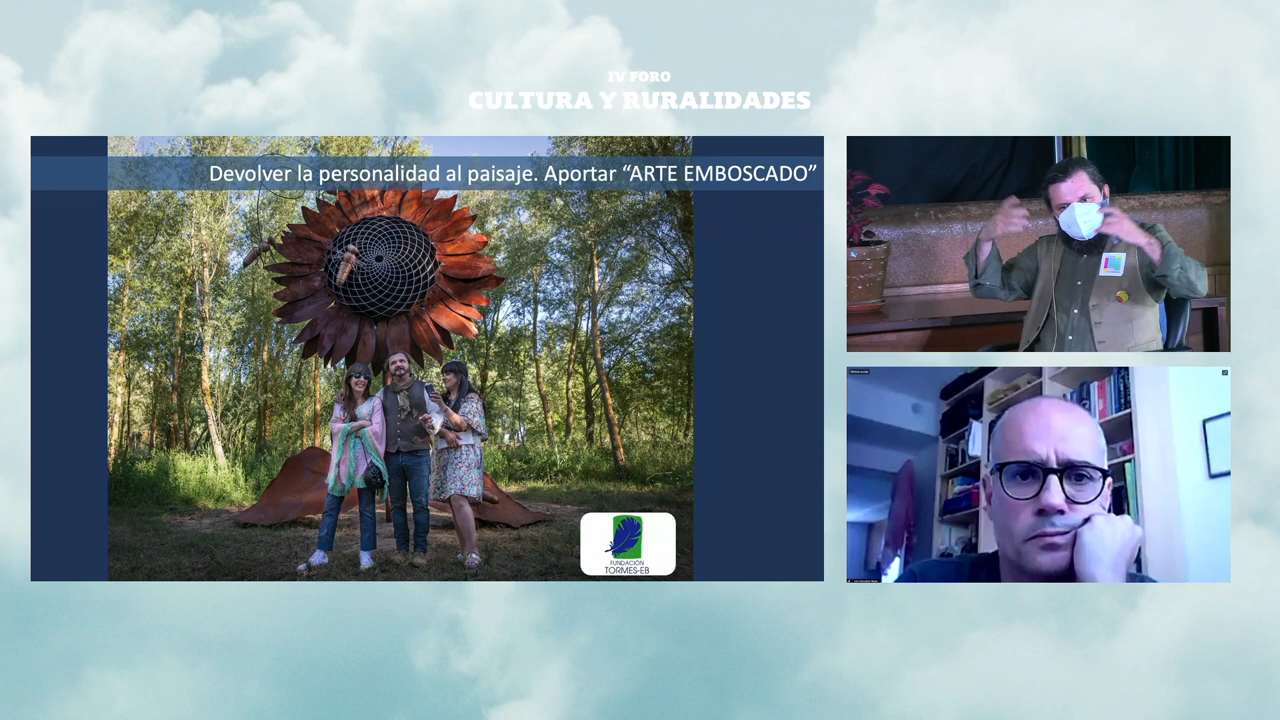 IV FORO
CULTURA Y RURALIDADES
Devolver la personalidad al paisaje. Aportar “ARTE EMBOSCADO”
FUNDACIÓN
TORMES-EB